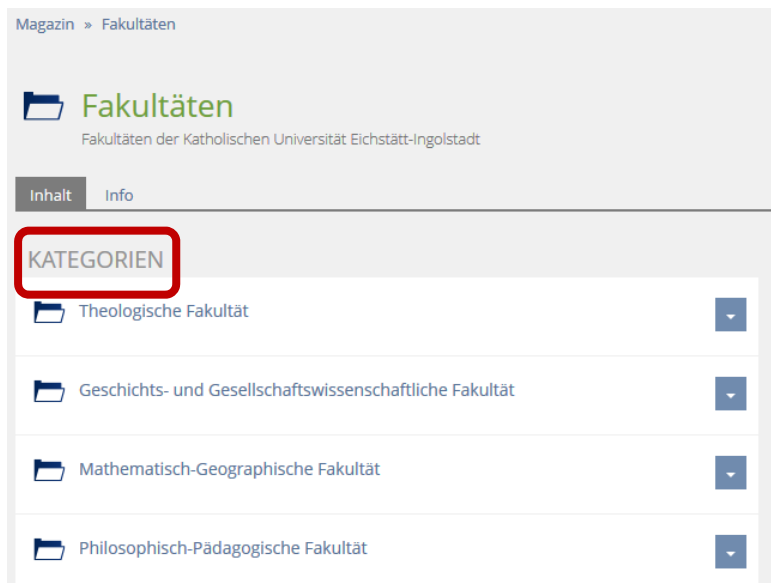 Magazin » Fakultäten
Fakultäten
Fakultäten der Katholischen Universität Eichstätt-Ingolstadt
Inhalt Info
KATEGORIEN
Theologische Fakultät
Geschichts- und Gesellschaftswissenschaftliche Fakultät
Mathematisch-Geographische Fakultät
Philosophisch-Pädagogische Fakultät